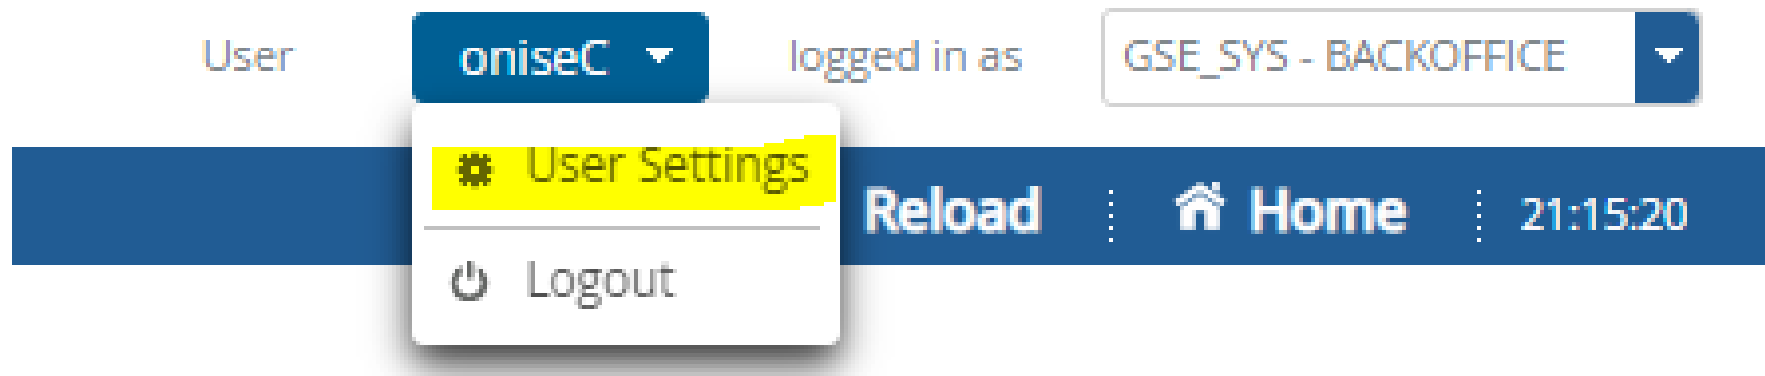 User oniseC logged in as GSE_SYS - BACKOFFICE
User Settings
Reload Home 21:15:20
Logout